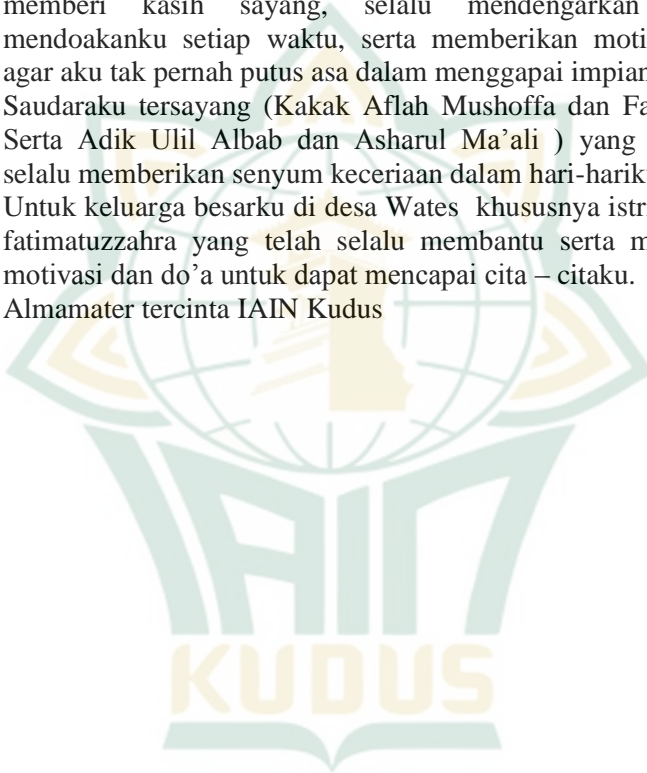 memberi kasih sayang, selalu mendengarkan
mendoakanku setiap waktu, serta memberikan moti
agar aku tak pernah putus asa dalam menggapai impian
Saudaraku tersayang (Kakak Aflah Mushoffa dan Fa
Serta Adik Ulil Albab dan Asharul Ma’ali ) yang
selalu memberikan senyum keceriaan dalam hari-harik
Untuk keluarga besarku di desa Wates khususnya istr
fatimatuzzahra yang telah selalu membantu serta m
motivasi dan do’a untuk dapat mencapai cita – citaku.
Almamater tercinta IAIN Kudus
IAIN
KUDUS